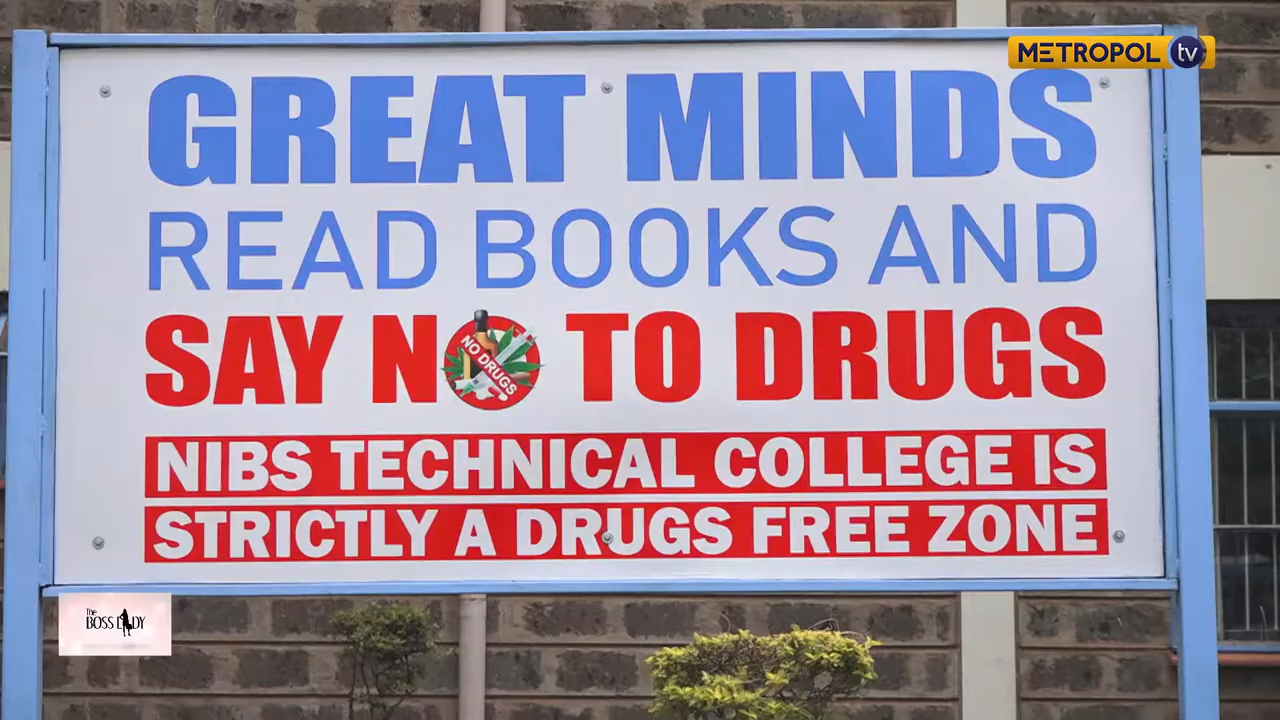 METROPOL tv
GREAT MINDS
READ BOOKS AND
SAY NO TO DRUGS
NO DRUGS
NIBS TECHNICAL COLLEGE IS
STRICTLY A DRUGS FREE ZONE
The
BOSS LADY